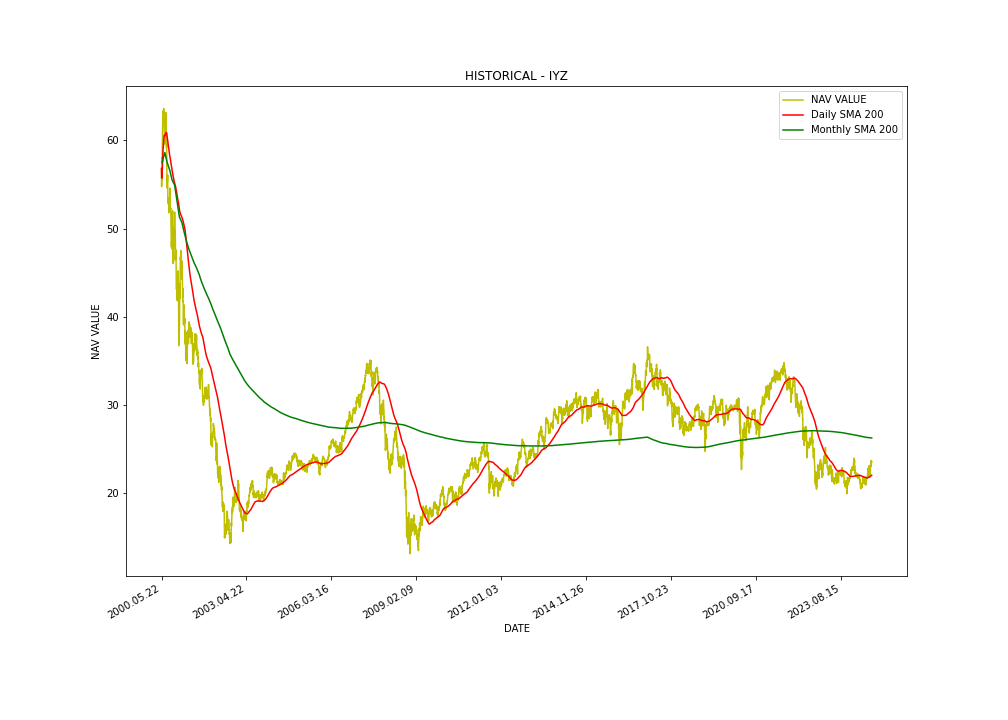 HISTORICAL - IYZ
NAV VALUE
Daily SMA 200
Monthly SMA 200
60
50
40
30
20
NAV VALUE
2000.05.22
2003.04.22
2006.03.16
2009.02.09
2012.01.03
2014.11.26
2017.10.23
2020.09.17
2023.08.15
DATE